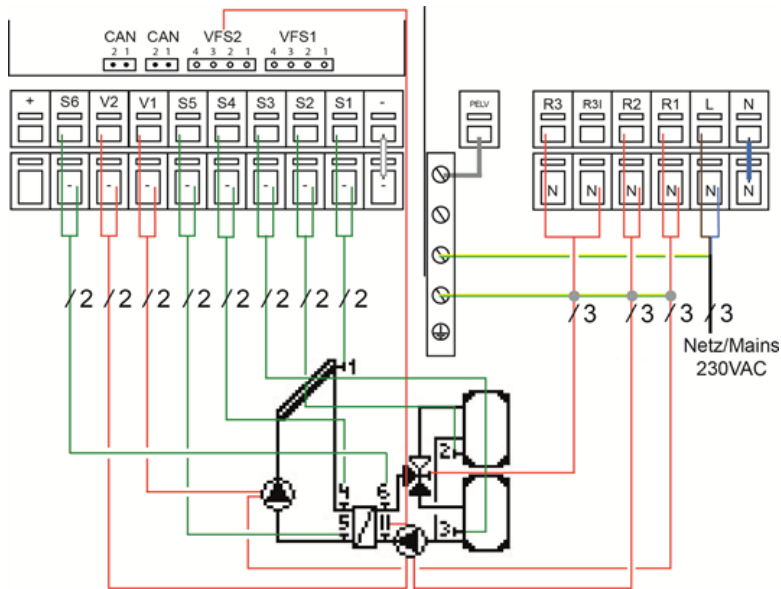 CAN CAN VFS2 VFS1
2 1 2 1 4 3 2 1 4 3 2 1
+ S6 V2 V1 S5 S4 S3 S2 S1 -
- - - - - - - - -
PELV
R3 R3I R2 R1 L N
N N N N N
/2 /2 /2 /2 /2 /2 /2 /2
/3 /3 /3 /3
Netz/Mains
230VAC
1
2
4 6
5 11
3